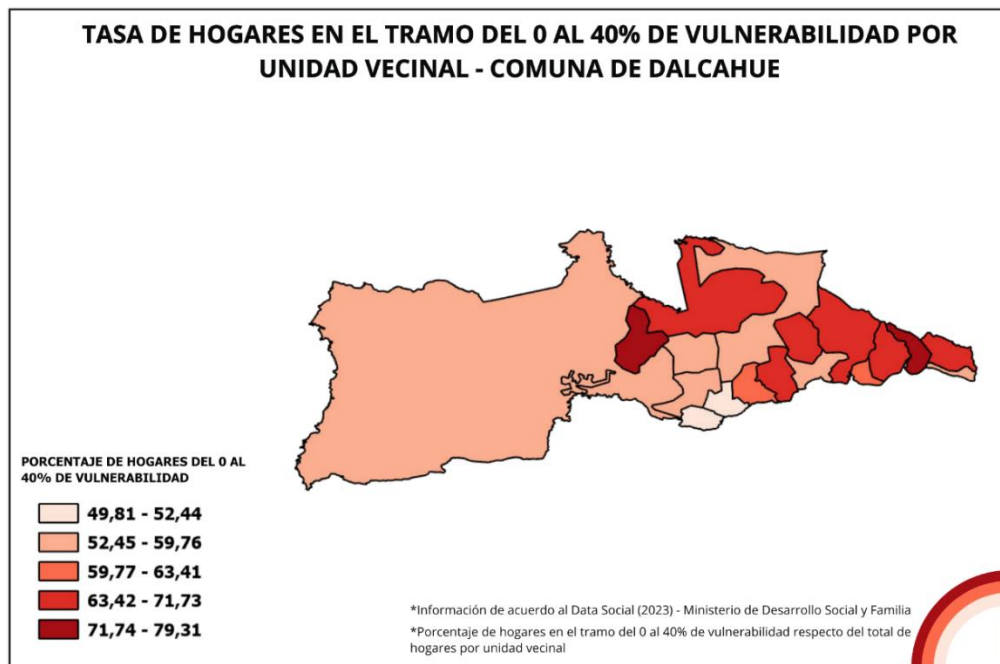 TASA DE HOGARES EN EL TRAMO DEL 0 AL 40% DE VULNERABILIDAD POR
UNIDAD VECINAL - COMUNA DE DALCAHUE
PORCENTAJE DE HOGARES DEL 0 AL
40% DE VULNERABILIDAD
49,81 - 52,44
52,45 - 59,76
59,77 - 63,41
63,42 - 71,73
71,74 - 79,31
*Información de acuerdo al Data Social (2023) - Ministerio de Desarrollo Social y Familia
*Porcentaje de hogares en el tramo del 0 al 40% de vulnerabilidad respecto del total de
hogares por unidad vecinal